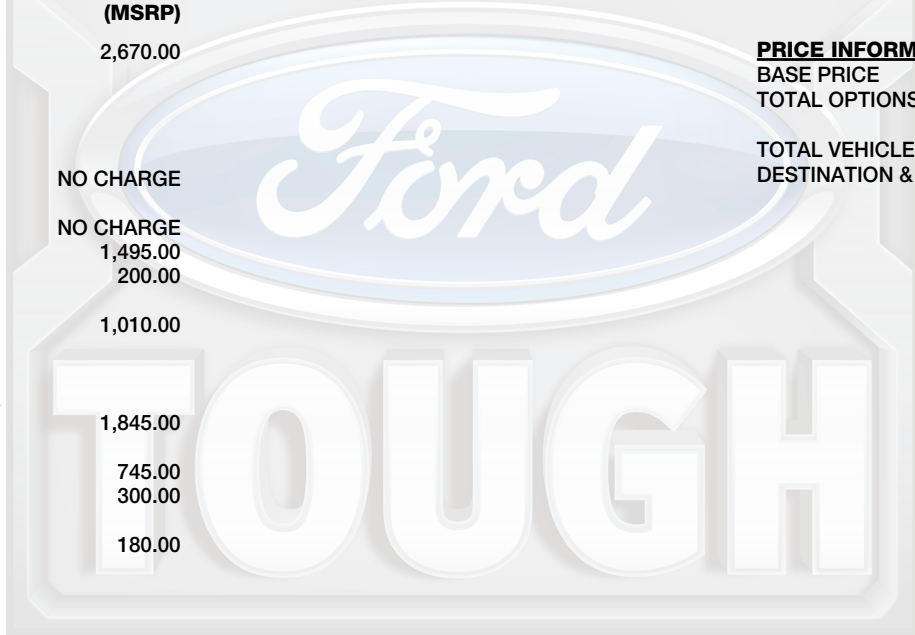 (MSRP)
2,670.00
NO CHARGE
NO CHARGE
1,495.00
200.00
1,010.00
1,845.00
745.00
300.00
180.00
PRICE INFORM
BASE PRICE
TOTAL OPTIONS
TOTAL VEHICLE
DESTINATION &
Ford
TOUGH